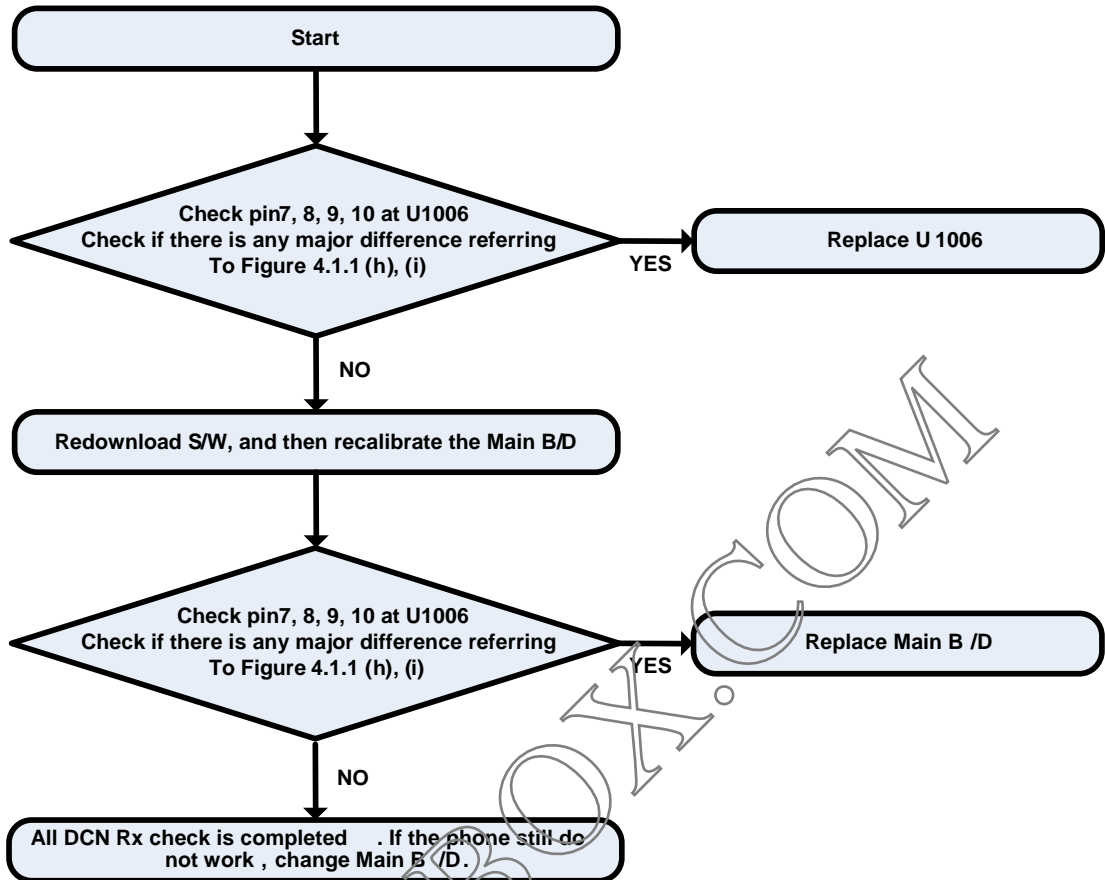 Start
Check pin7, 8, 9, 10 at U1006
Check if there is any major difference referring
To Figure 4.1.1 (h), (i)
YES
Replace U 1006
NO
Redownload S/W, and then recalibrate the Main B/D
Check pin7, 8, 9, 10 at U1006
Check if there is any major difference referring
To Figure 4.1.1 (h), (i)
YES
Replace Main B /D
NO
All DCN Rx check is completed . If the phone still do
not work , change Main B /D .
BOX.COM